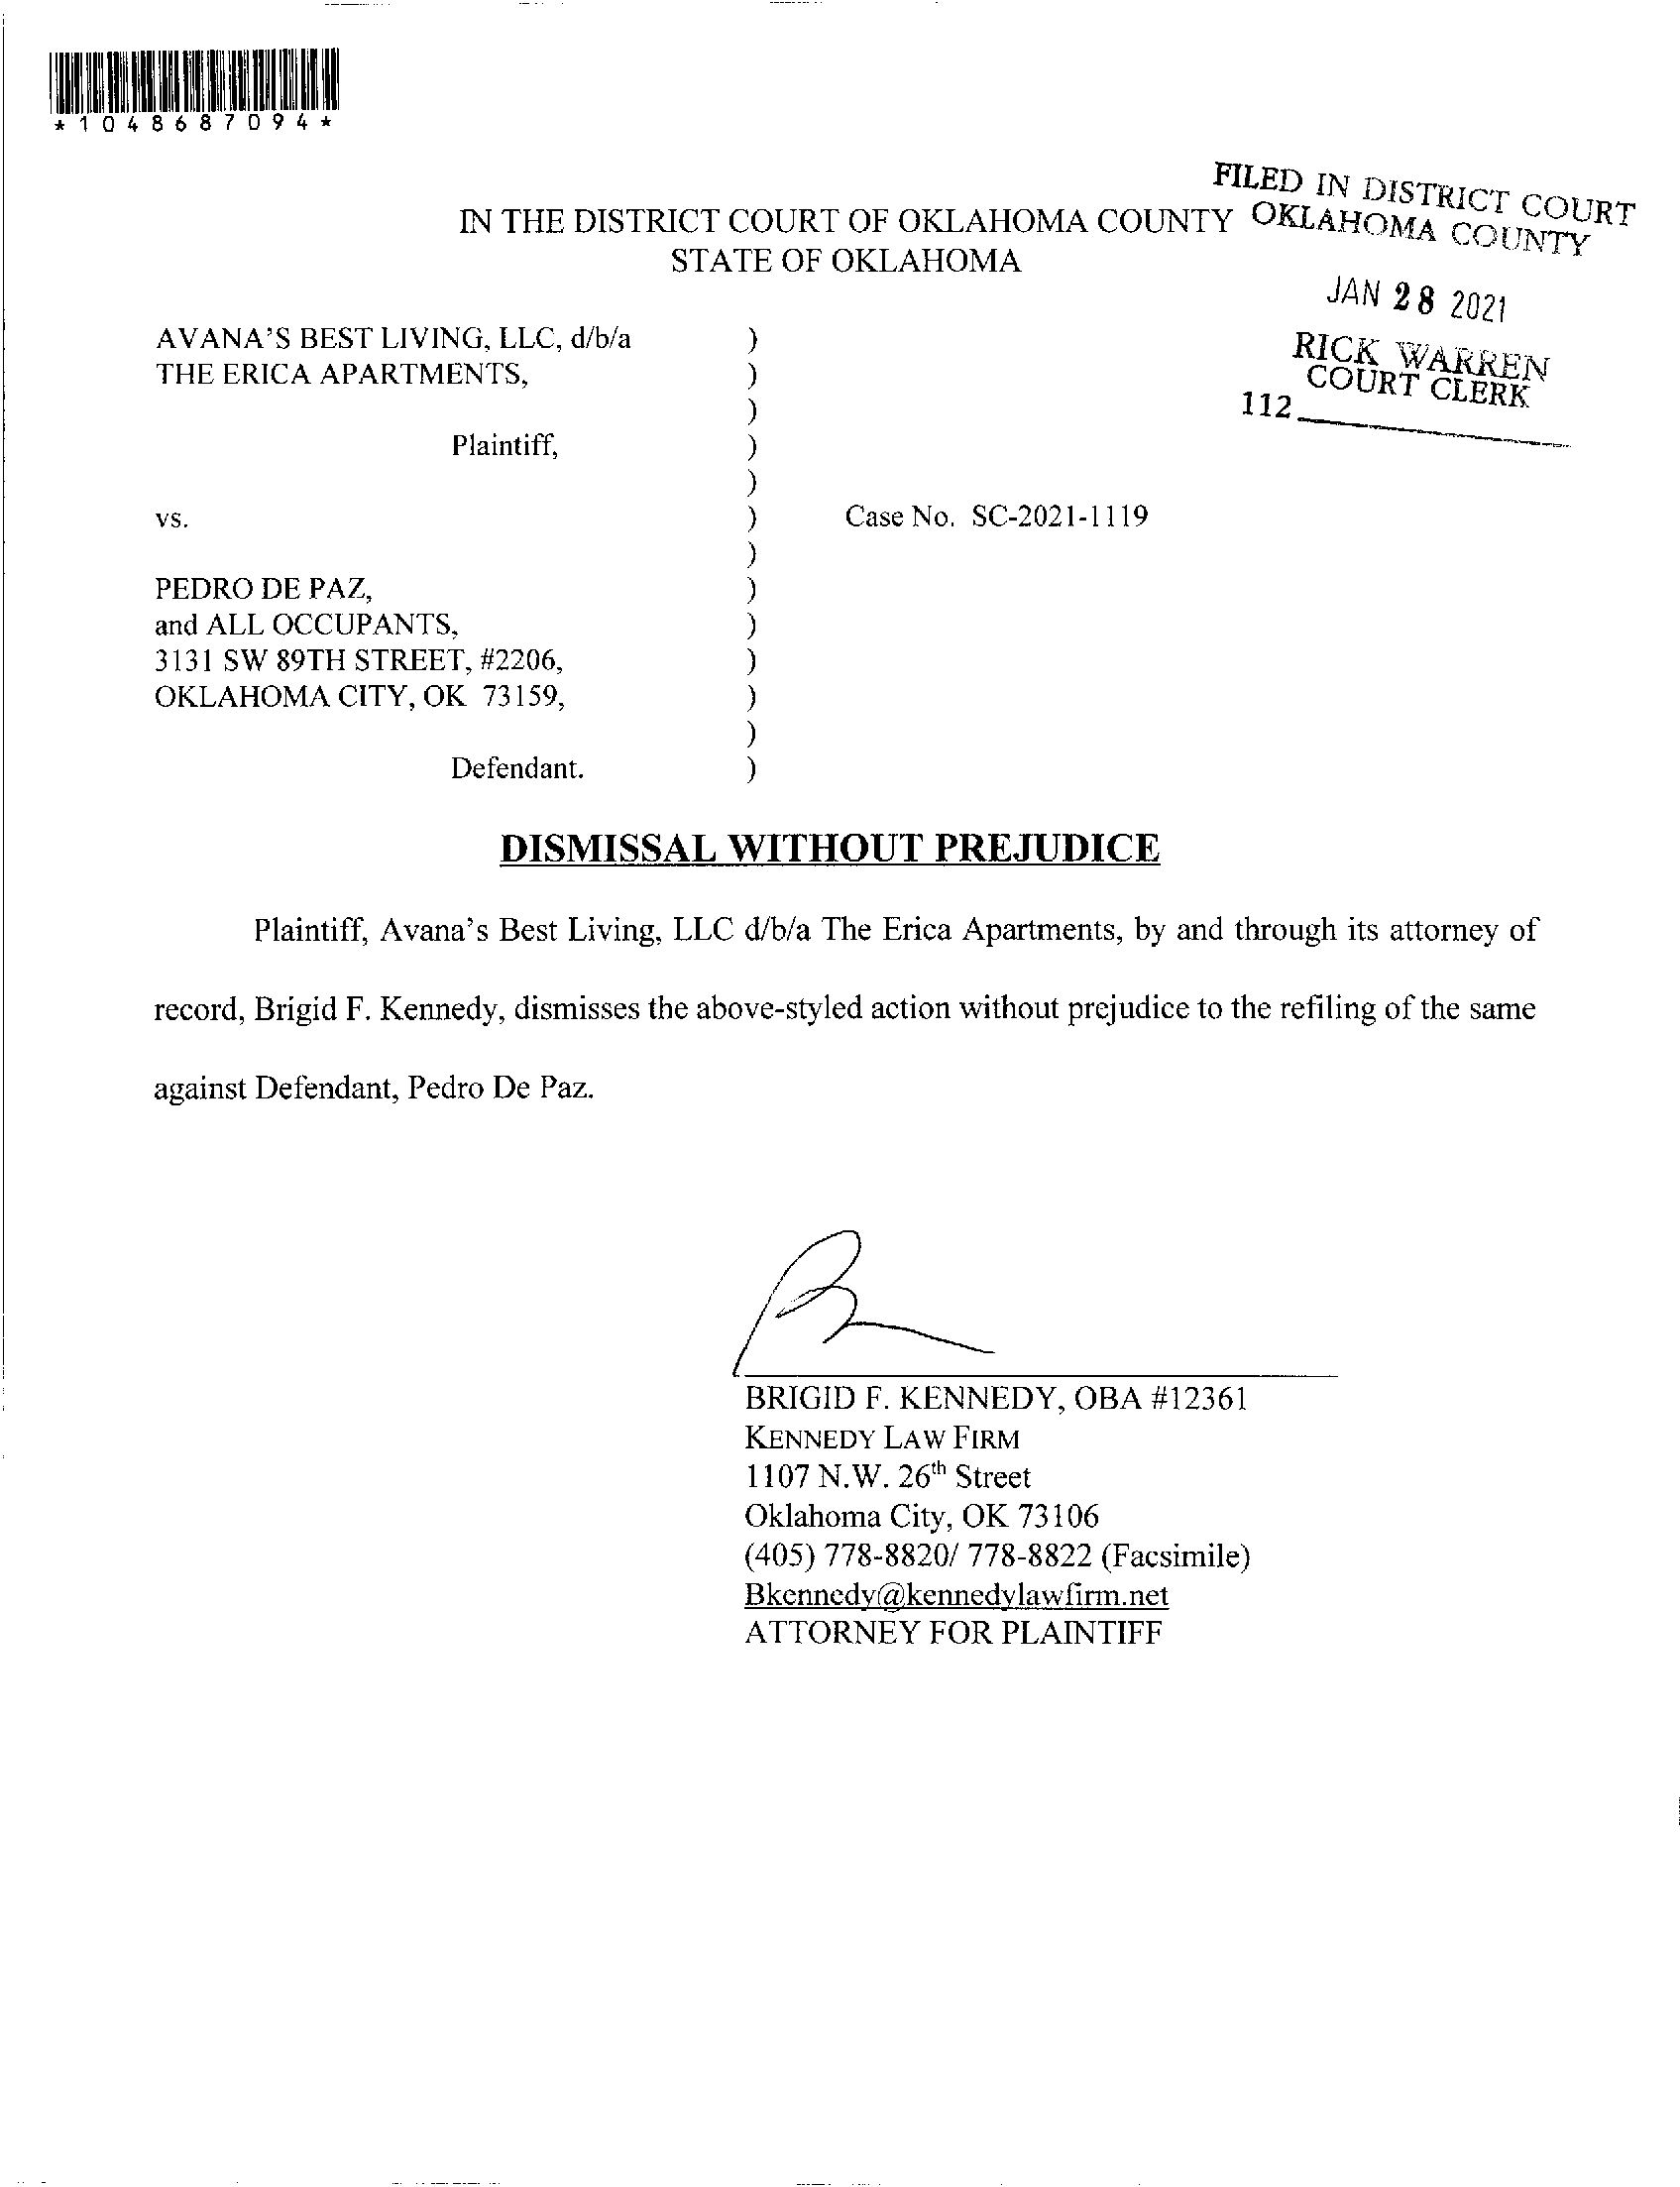 *1048687094*
FILED IN DISTRICT COURT
OKLAHOMA COUNTY
JAN 28 2021
RICK WARREN
COURT CLERK
112
IN THE DISTRICT COURT OF OKLAHOMA COUNTY
STATE OF OKLAHOMA
AVANA'S BEST LIVING, LLC, d/b/a )
THE ERICA APARTMENTS, )
)
Plaintiff, )
)
vs. ) Case No. SC-2021-1119
)
PEDRO DE PAZ, )
and ALL OCCUPANTS, )
3131 SW 89TH STREET, #2206, )
OKLAHOMA CITY, OK 73159, )
)
Defendant. )
DISMISSAL WITHOUT PREJUDICE
Plaintiff, Avana's Best Living, LLC d/b/a The Erica Apartments, by and through its attorney of
record, Brigid F. Kennedy, dismisses the above-styled action without prejudice to the refiling of the same
against Defendant, Pedro De Paz.
BRIGID F. KENNEDY, OBA #12361
KENNEDY LAW FIRM
1107 N.W. 26th Street
Oklahoma City, OK 73106
(405) 778-8820/ 778-8822 (Facsimile)
Bkennedy@kennedylawfirm.net
ATTORNEY FOR PLAINTIFF